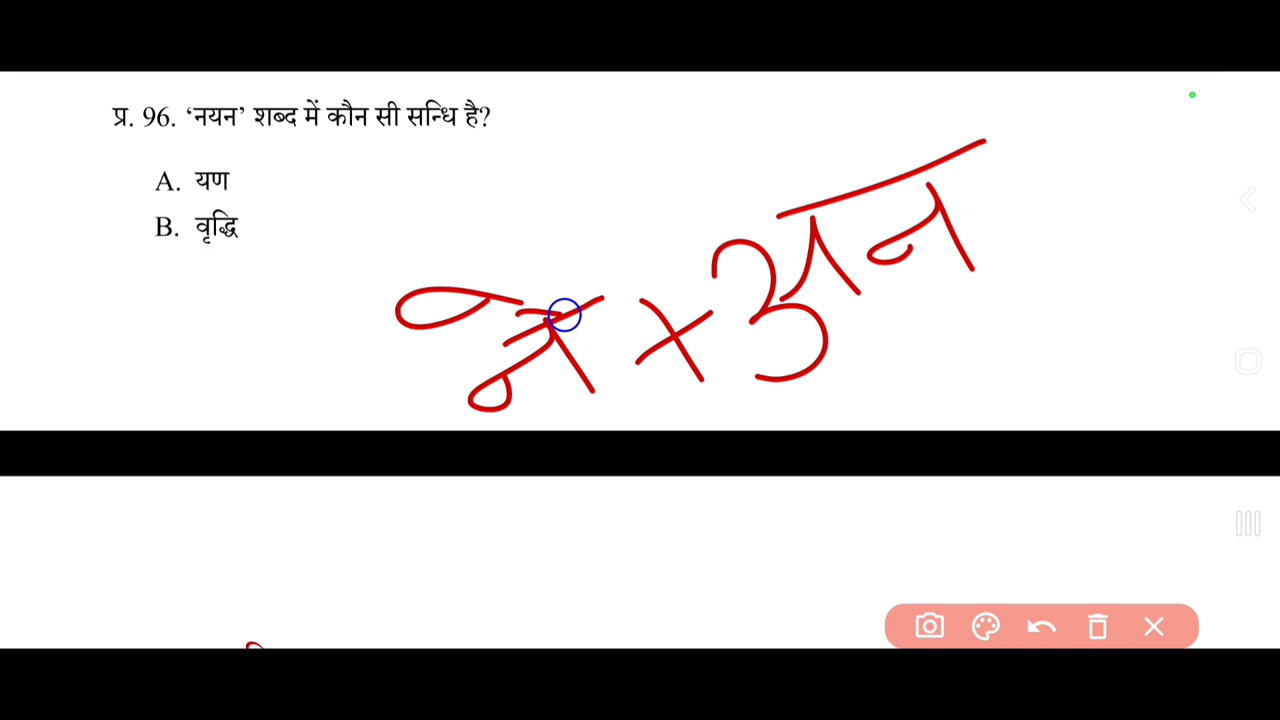 प्र. 96. ‘नयन’ शब्द में कौन सी सन्धि है?
A. यण
B. वृद्धि
ने + अन